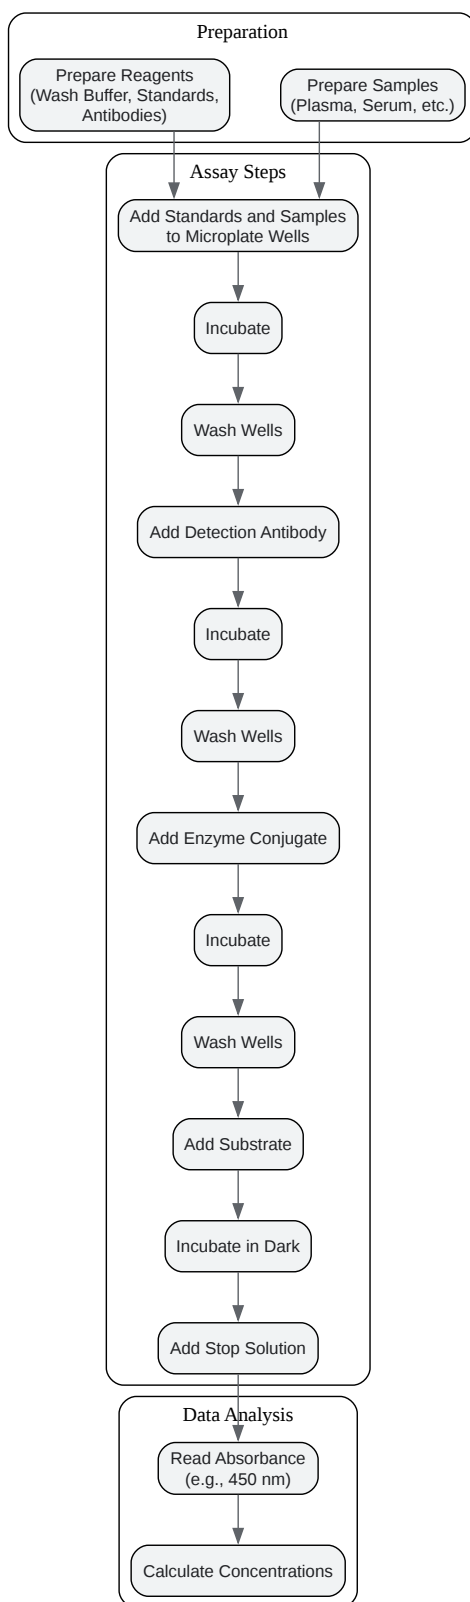 Preparation
Prepare Reagents
(Wash Buffer, Standards,
Antibodies)
Prepare Samples
(Plasma, Serum, etc.)
Assay Steps
Add Standards and Samples
to Microplate Wells
Incubate
Wash Wells
Add Detection Antibody
Incubate
Wash Wells
Add Enzyme Conjugate
Incubate
Wash Wells
Add Substrate
Incubate in Dark
Add Stop Solution
Data Analysis
Read Absorbance
(e.g., 450 nm)
Calculate Concentrations